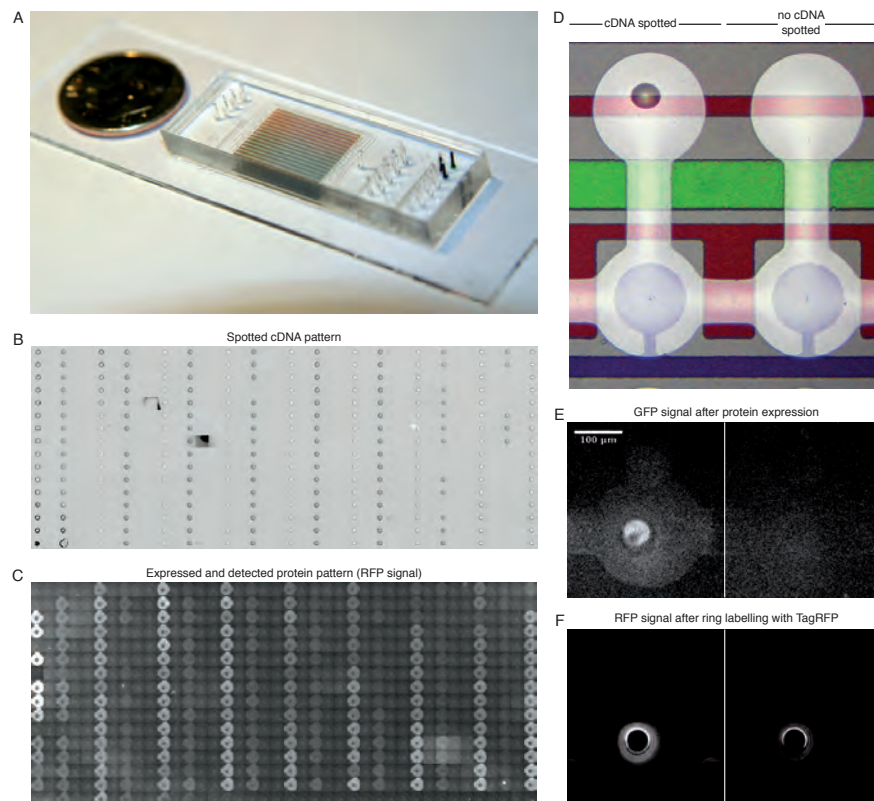 A
B
Spotted cDNA pattern
C
Expressed and detected protein pattern (RFP signal)
D
cDNA spotted
no cDNA
spotted
E
GFP signal after protein expression
100 µm
F
RFP signal after ring labelling with TagRFP